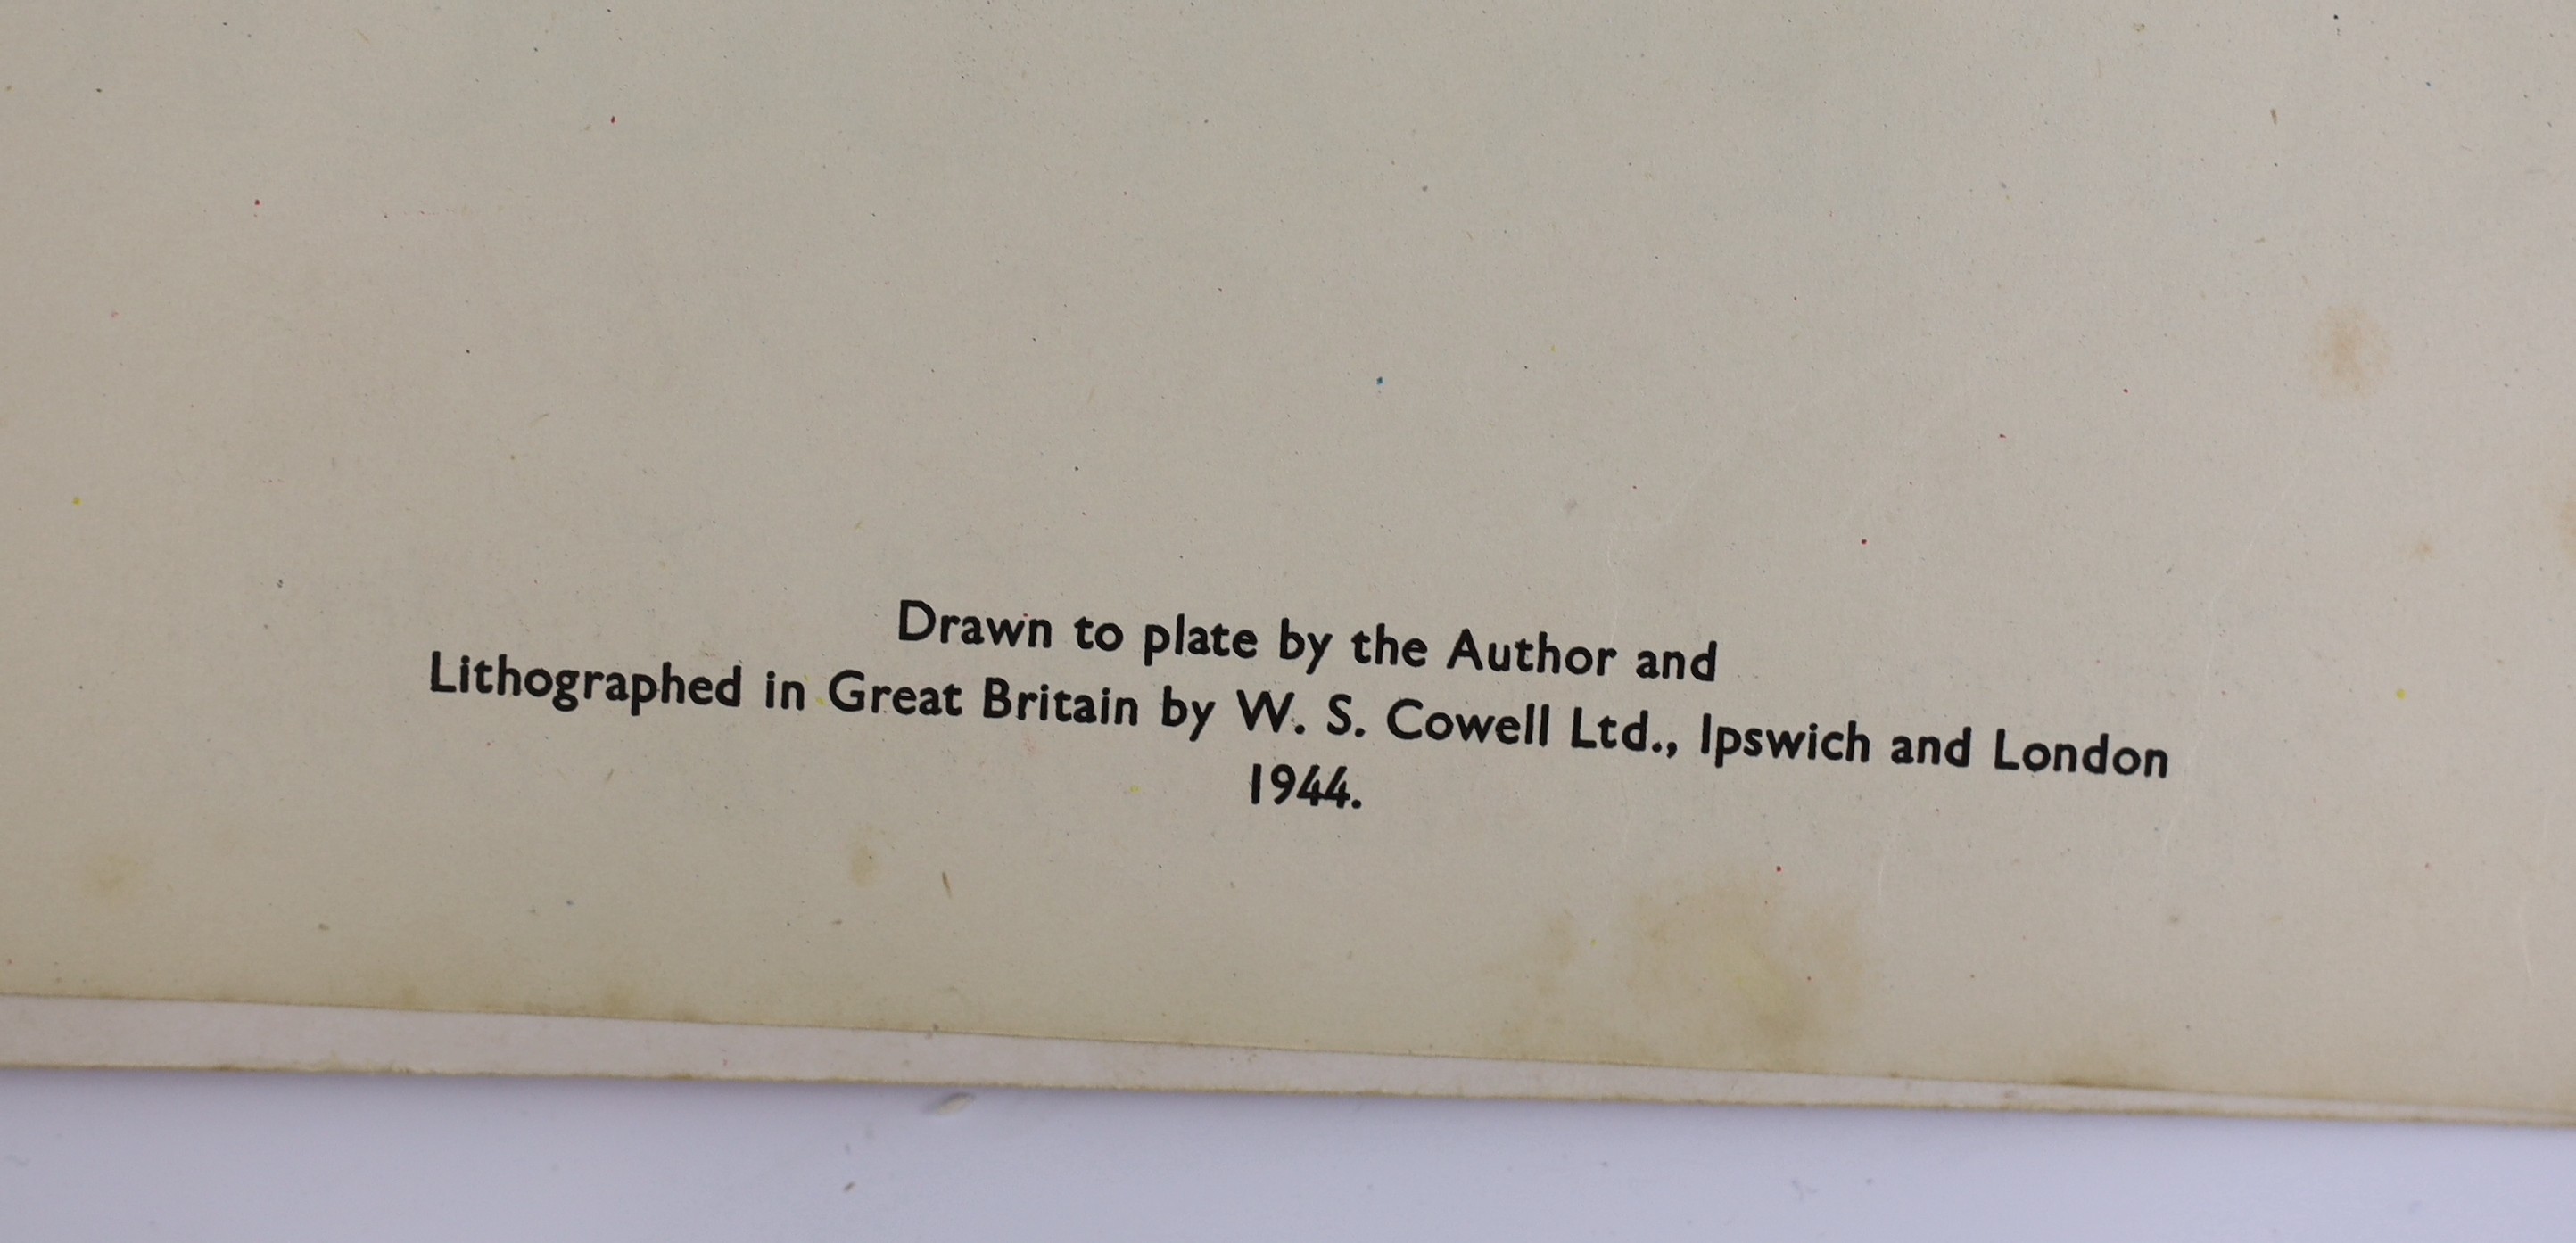 Drawn to plate by the Author and
Lithographed in Great Britain by W. S. Cowell Ltd., Ipswich and London
1944.